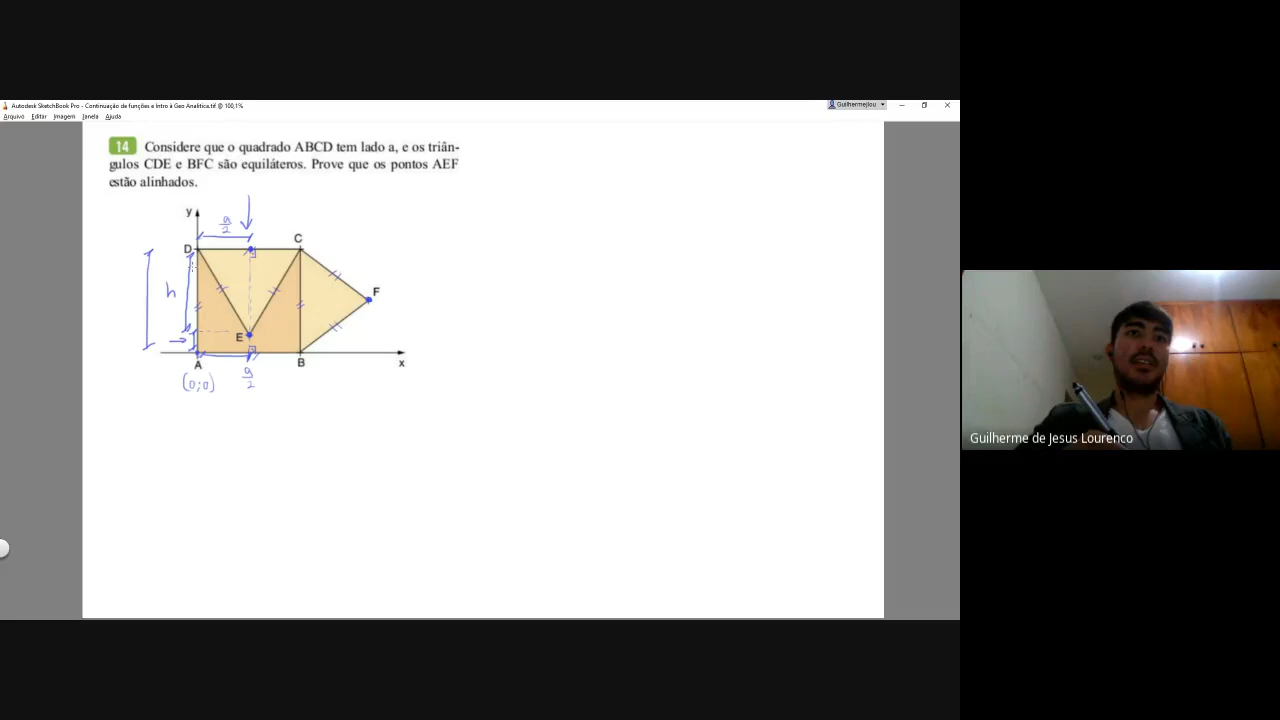 Autodesk SketchBook Pro - Continuação de funções e Intro à Geo Analitica.tif @ 100,1%
Guilhermejlou
Arquivo Editar Imagem Janela Ajuda
14 Considere que o quadrado ABCD tem lado a, e os triân-
gulos CDE e BFC são equiláteros. Prove que os pontos AEF
estão alinhados.
y
a/2
D
C
h
F
E
A
B
x
(0;0)
a/2
Guilherme de Jesus Lourenco